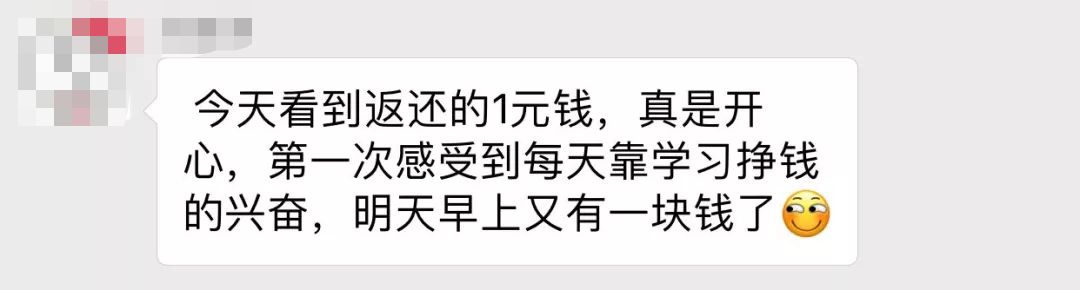 今天看到返还的1元钱，真是开
心，第一次感受到每天靠学习挣钱
的兴奋，明天早上又有一块钱了